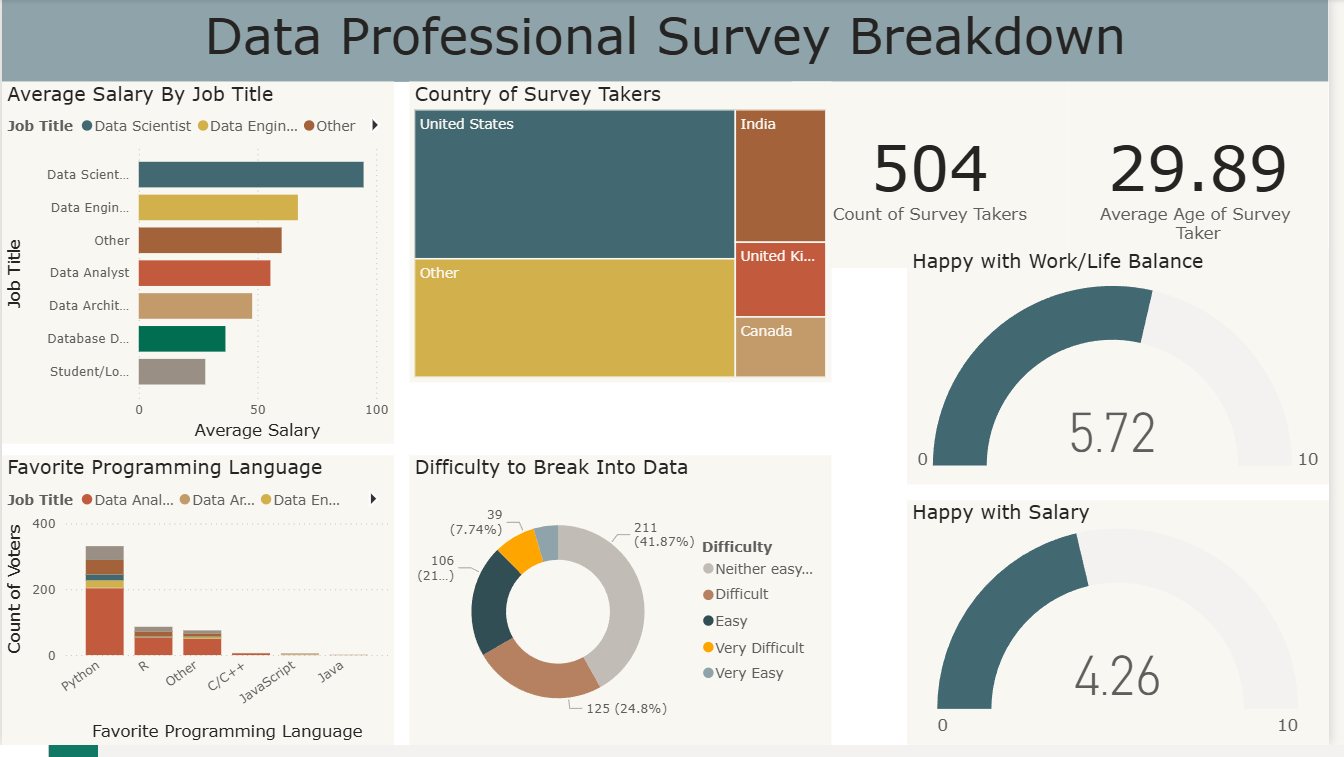 Data Professional Survey Breakdown
Average Salary By Job Title
Job Title Data Scientist Data Engin... Other
Job Title
Data Scient...
Data Engin...
Other
Data Analyst
Data Archit...
Database D...
Student/Lo...
0 50 100
Average Salary
Country of Survey Takers
United States
Other
India
United Ki...
Canada
504
Count of Survey Takers
29.89
Average Age of Survey
Taker
Happy with Work/Life Balance
5.72
0 10
Favorite Programming Language
Job Title Data Anal... Data Ar... Data En...
Count of Voters
400
200
0
Python R Other C/C++ JavaScript Java
Favorite Programming Language
Difficulty to Break Into Data
39
(7.74%)
211
(41.87%)
106
(21...)
125 (24.8%)
Difficulty
Neither easy...
Difficult
Easy
Very Difficult
Very Easy
Happy with Salary
4.26
0 10